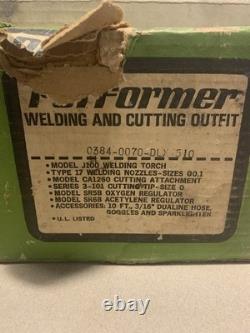 Performer
WELDING AND CUTTING OUTFIT
0384-0070-DLX 510
• MODEL J100 WELDING TORCH
• TYPE 17 WELDING NOZZLES-SIZES 00,1
• MODEL CA1260 CUTTING ATTACHMENT
• SERIES 3-101 CUTTING TIP-SIZE 0
• MODEL SR5B OXYGEN REGULATOR
• MODEL SR6B ACETYLENE REGULATOR
• ACCESSORIES: 10 FT., 3/16" DUALINE HOSE,
GOGGLES AND SPARKLIGHTER
• U.L. LISTED